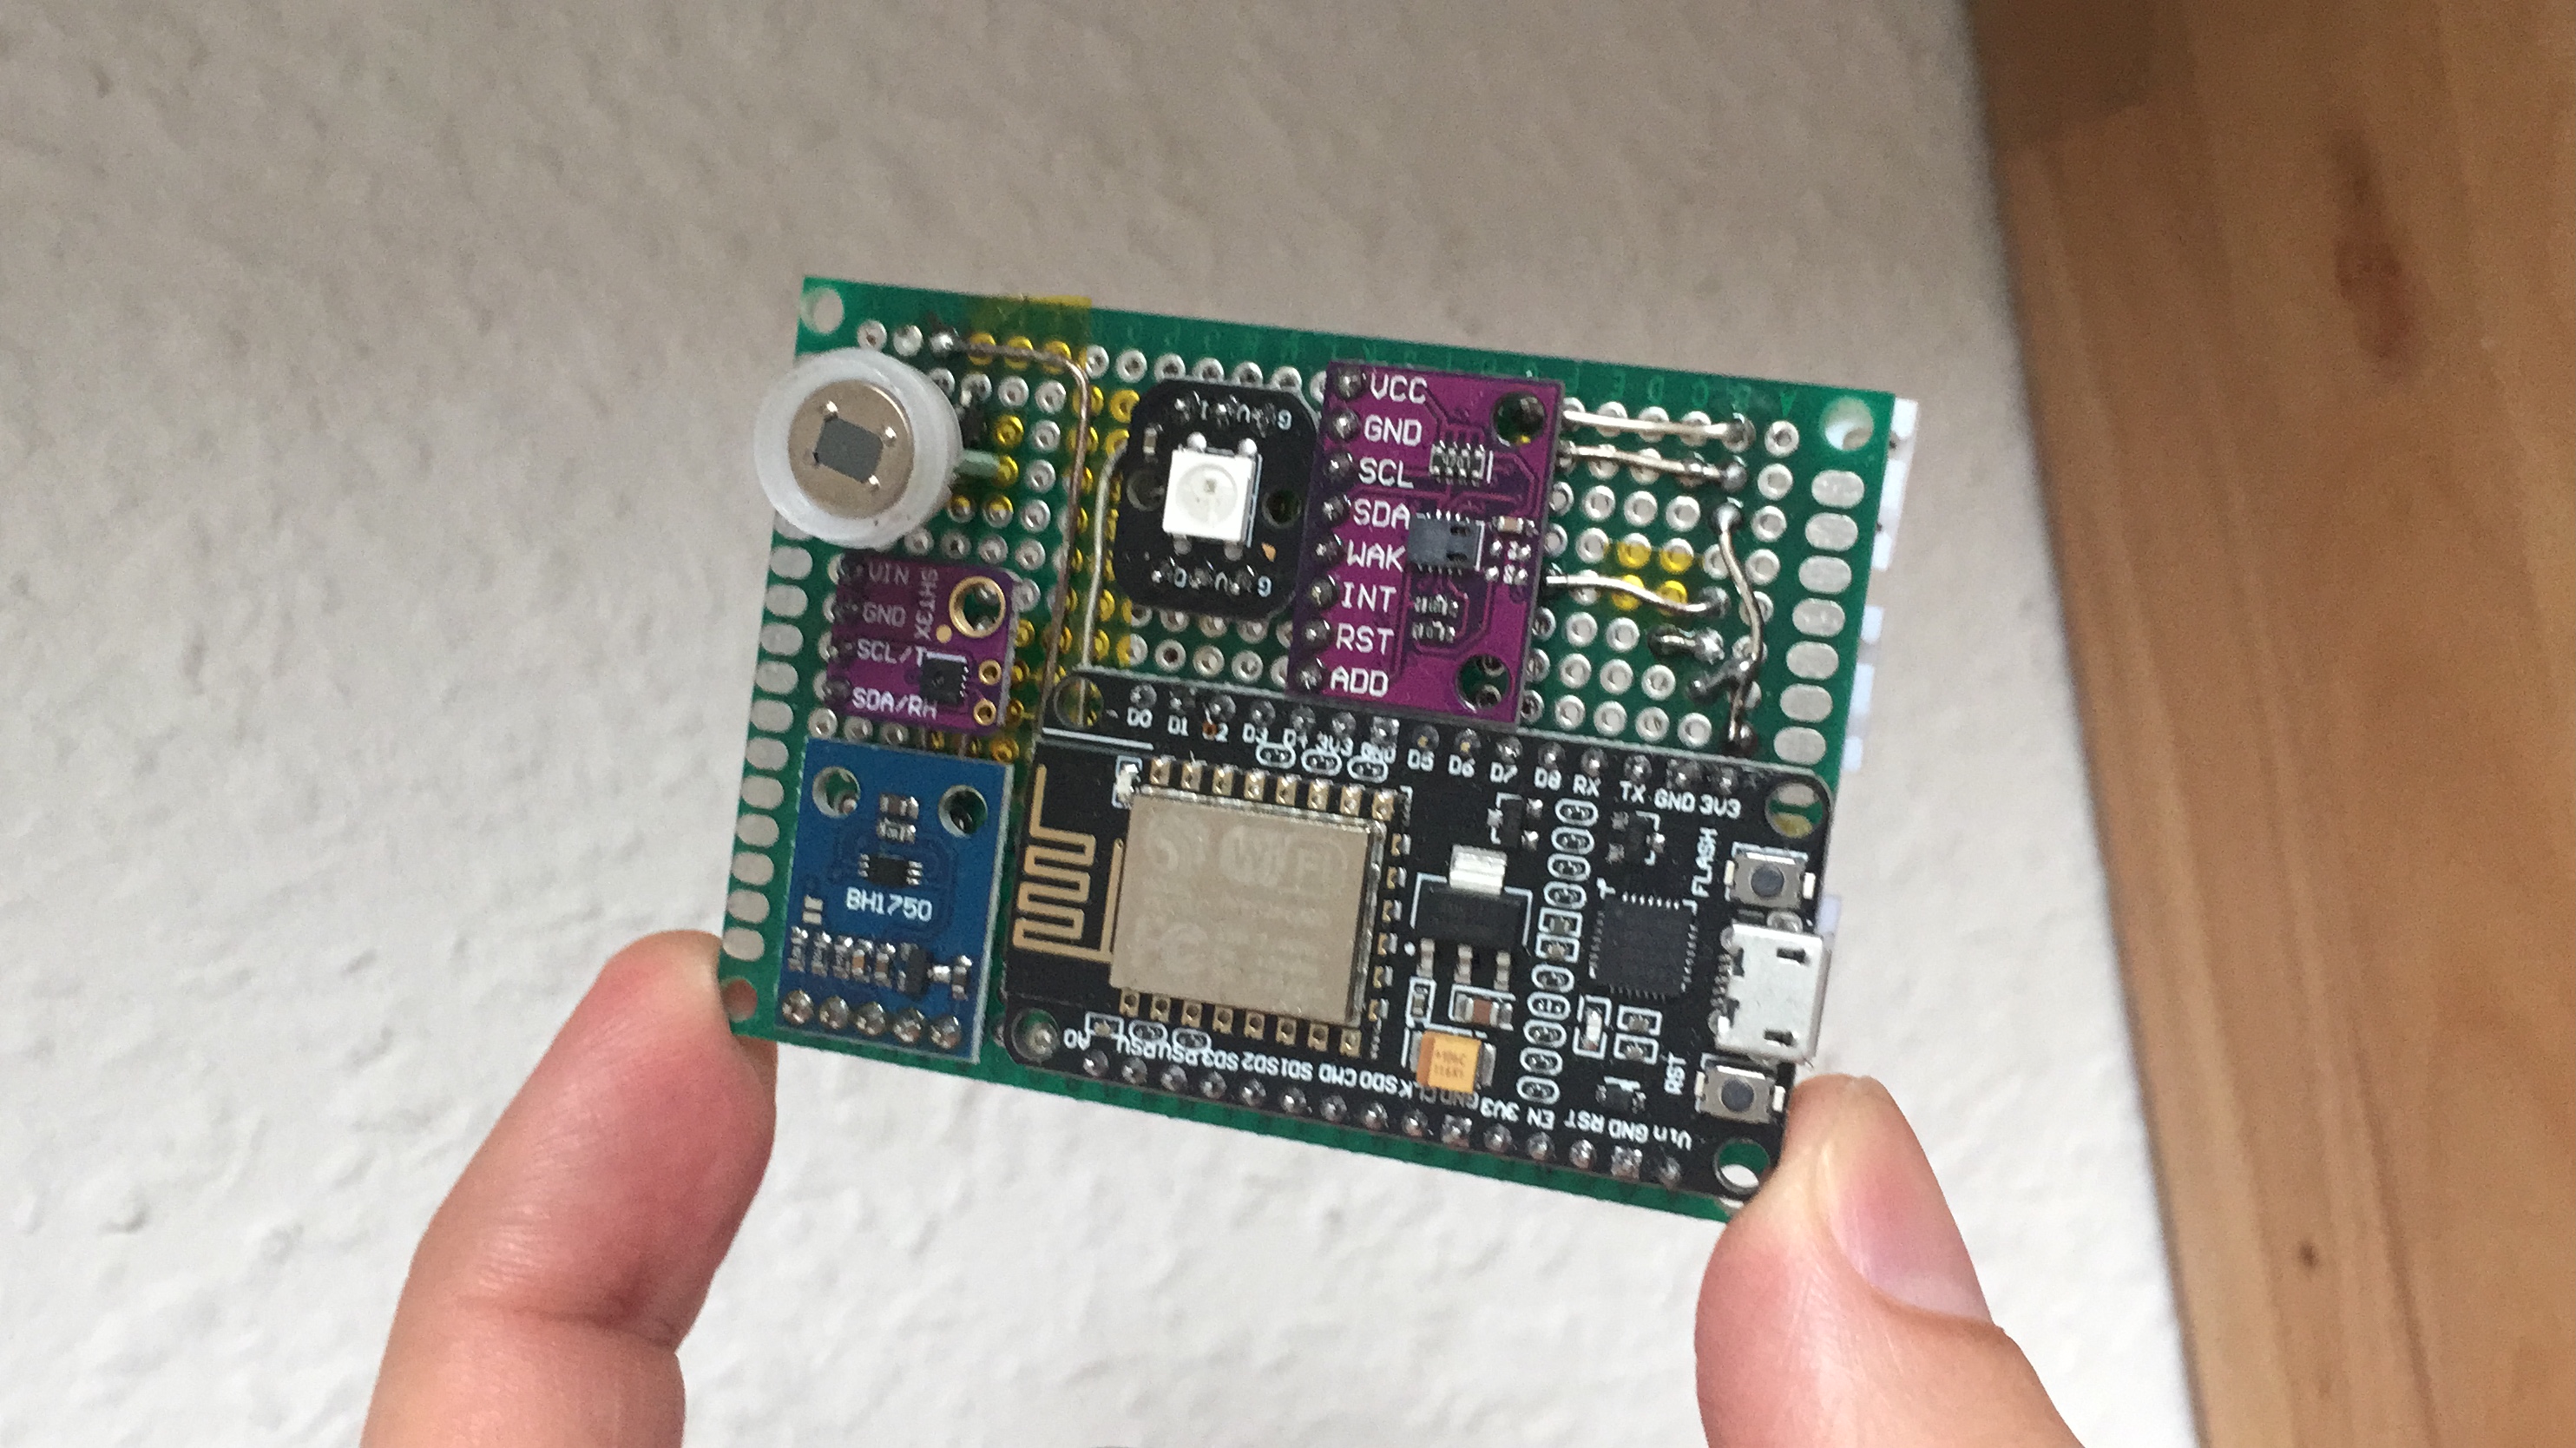 BH1750
SDA/RH
SCL/T
GND
VIN
SHT3X
A0
RSV
RSV
SD3
SD2
SD1
CMD
SD0
CLK
GND
3V3
EN
RST
GND
Vin
D0
D1
D2
D3
D4
3V3
GND
D5
D6
D7
D8
RX
TX
GND
3V3
RST
FLASH
WiFi
G
V
G
V
ADD
RST
INT
WAK
SDA
SCL
GND
VCC